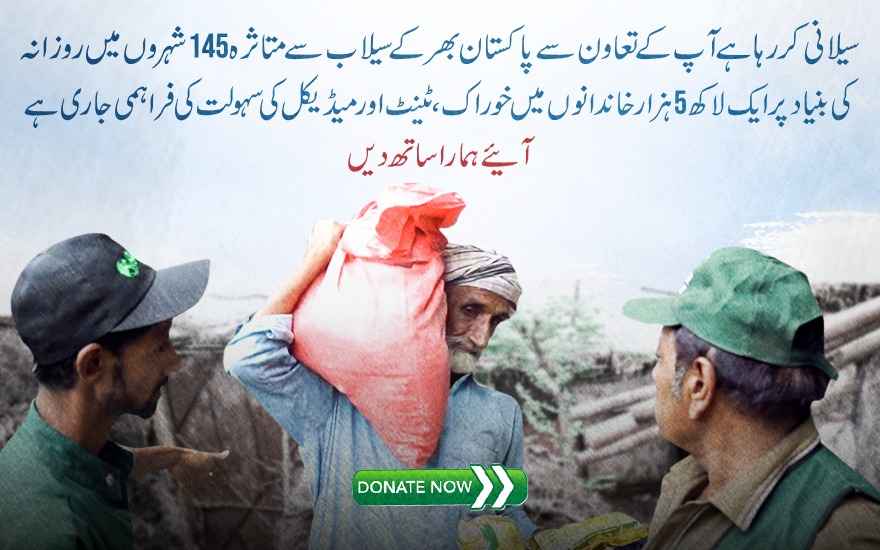 سیلانی کر رہا ہے آپ کے تعاون سے پاکستان بھر کے سیلاب سے متاثرہ 145 شہروں میں روزانہ
کی بنیاد پر ایک لاکھ 5 ہزار خاندانوں میں خوراک، ٹینٹ اور میڈیکل کی سہولت کی فراہمی جاری ہے
آیئے ہمارا ساتھ دیں
DONATE NOW